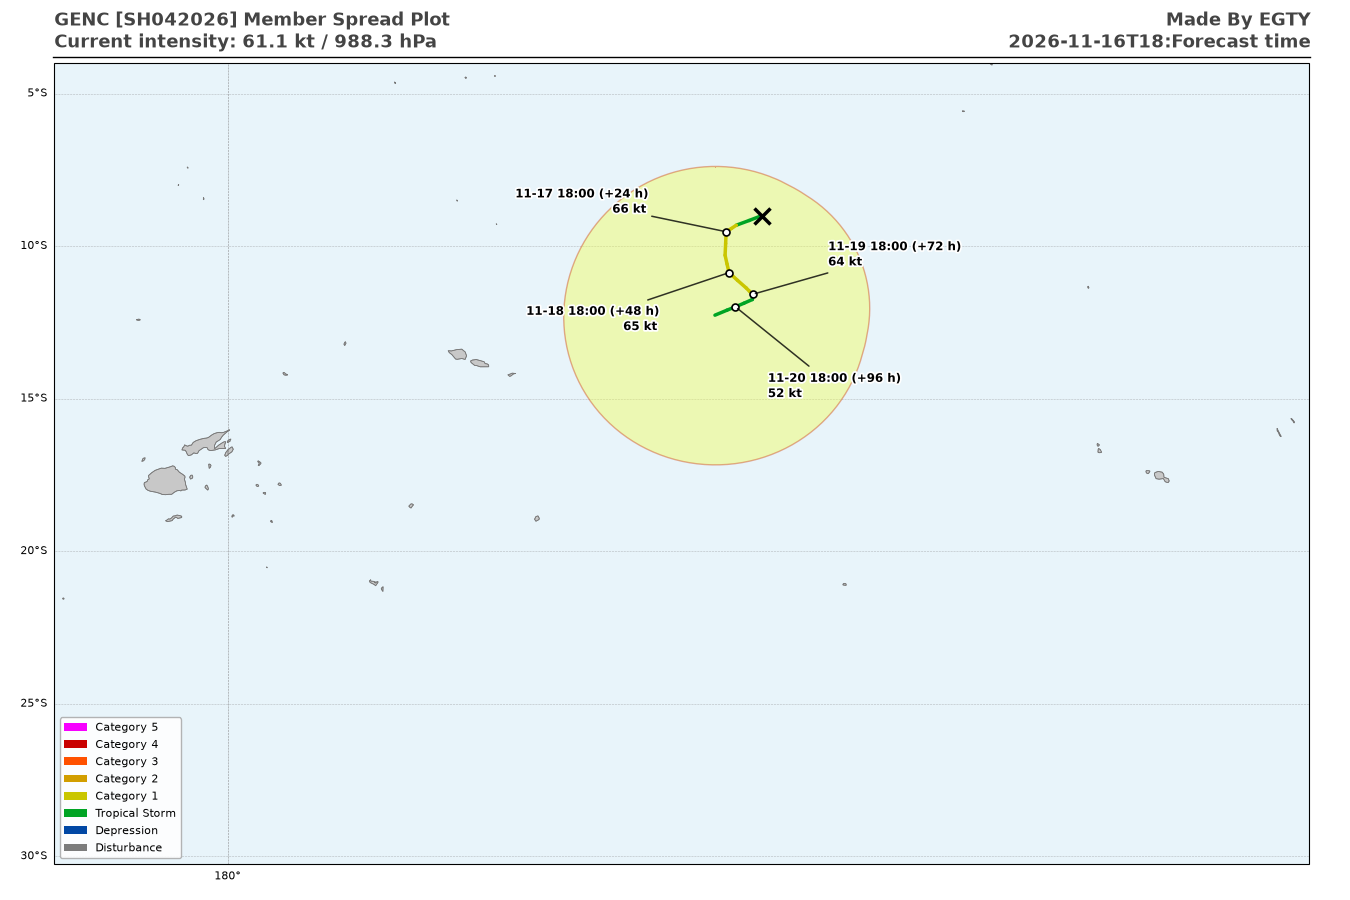 GENC [SH042026] Member Spread Plot
Current intensity: 61.1 kt / 988.3 hPa
Made By EGTY
2026-11-16T18:Forecast time
5°S
10°S
15°S
20°S
25°S
30°S
180°
11-17 18:00 (+24 h)
66 kt
11-19 18:00 (+72 h)
64 kt
11-18 18:00 (+48 h)
65 kt
11-20 18:00 (+96 h)
52 kt
Category 5
Category 4
Category 3
Category 2
Category 1
Tropical Storm
Depression
Disturbance